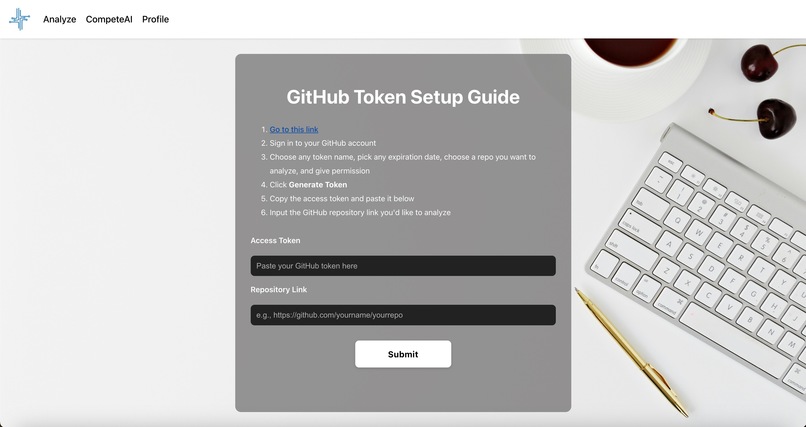 Analyze CompeteAI Profile
GitHub Token Setup Guide
1. Go to this link
2. Sign in to your GitHub account
3. Choose any token name, pick any expiration date, choose a repo you want to
analyze, and give permission
4. Click Generate Token
5. Copy the access token and paste it below
6. Input the GitHub repository link you'd like to analyze
Access Token
Paste your GitHub token here
Repository Link
e.g., https://github.com/yourname/yourrepo
Submit